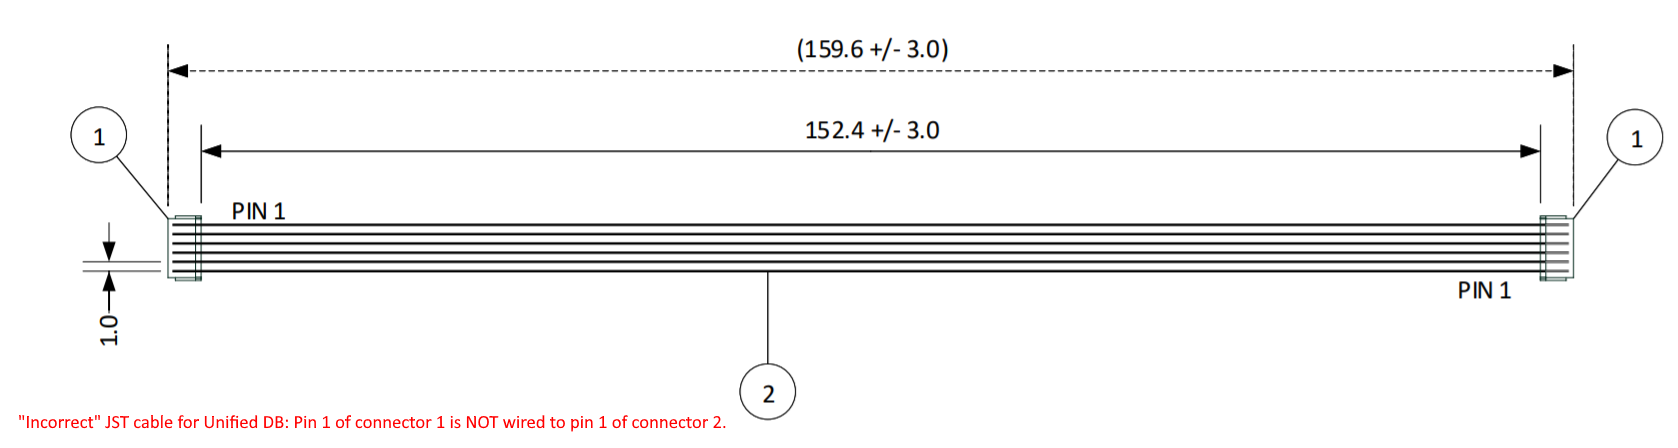 (159.6 +/- 3.0)
152.4 +/- 3.0
1
1
PIN 1
1.0
PIN 1
2
"Incorrect" JST cable for Unified DB: Pin 1 of connector 1 is NOT wired to pin 1 of connector 2.